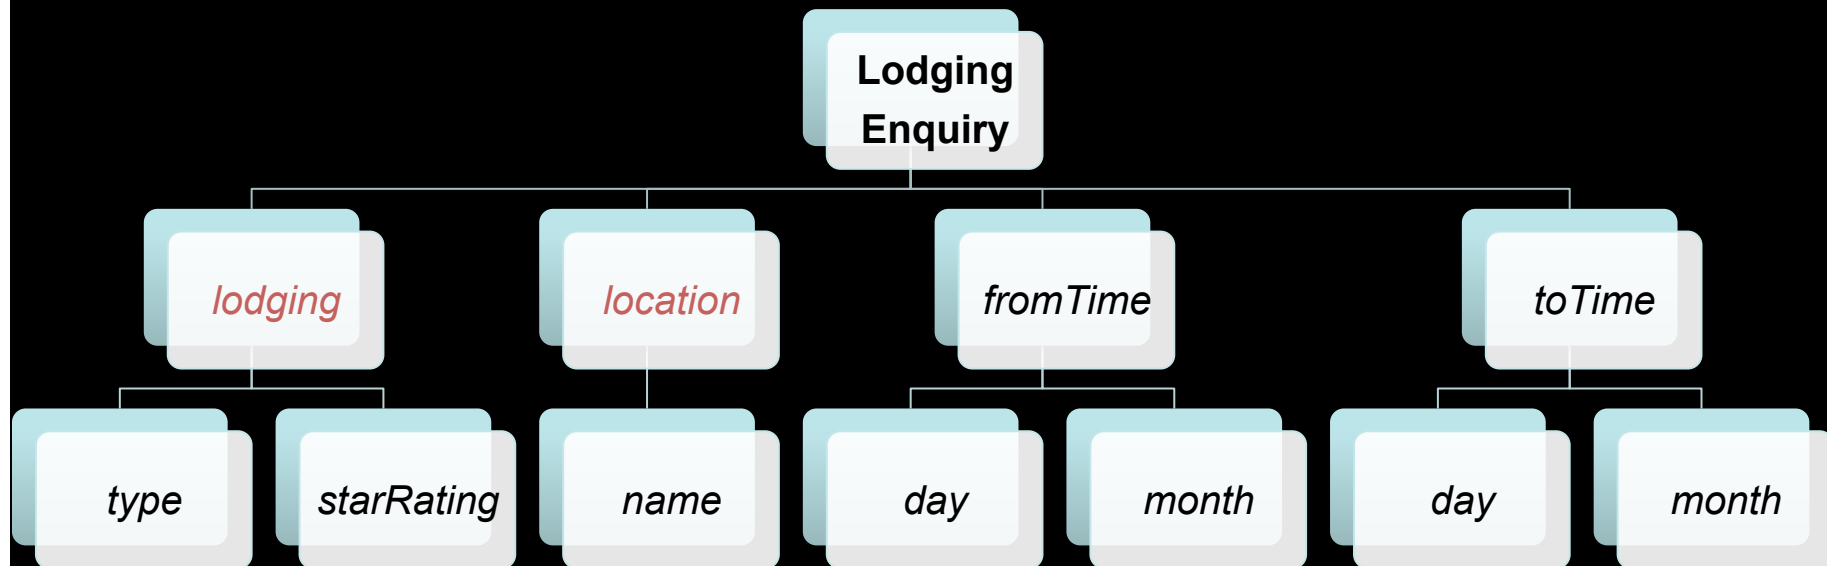 Lodging
Enquiry
lodging
location
fromTime
toTime
type
starRating
name
day
month
day
month